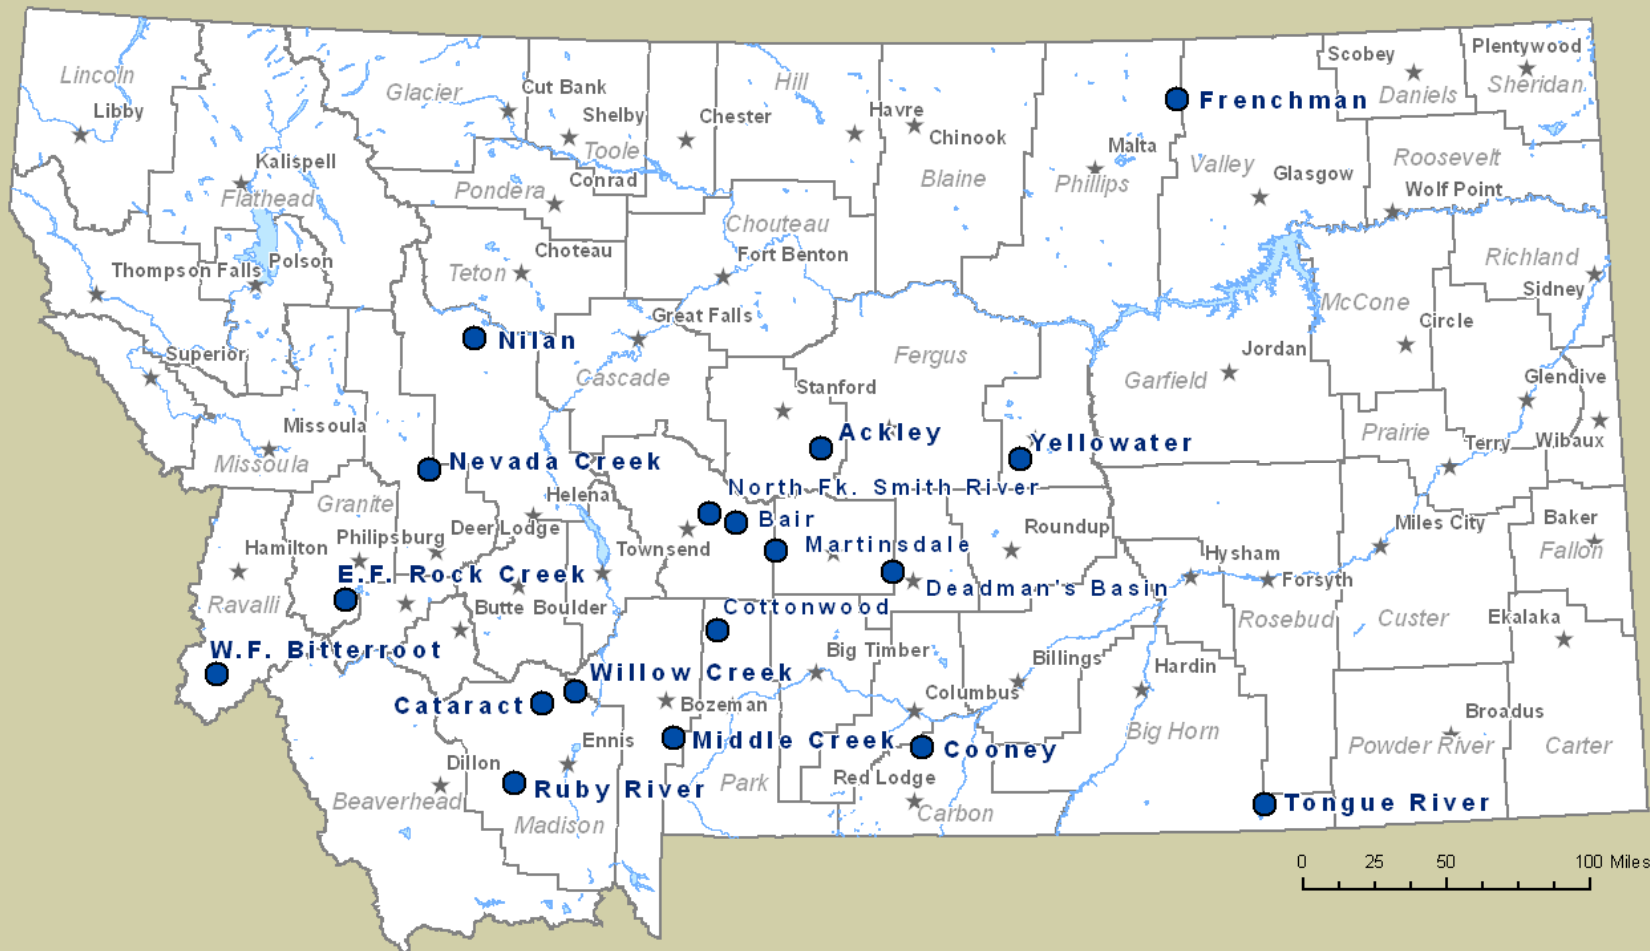 Lincoln
Libby
Glacier
Cut Bank
Shelby
Toole
Chester
Hill
Havre
Chinook
Blaine
Malta
Phillips
Frenchman
Valley
Glasgow
Scobey
Daniels
Plentywood
Sheridan
Roosevelt
Wolf Point
Kalispell
Flathead
Pondera
Conrad
Chouteau
Fort Benton
Thompson Falls
Polson
Teton
Choteau
Richland
Sidney
McCone
Circle
Great Falls
Nilan
Superior
Cascade
Fergus
Stanford
Garfield
Jordan
Glendive
Missoula
Missoula
Ackley
Yellowater
Prairie
Terry
Wibaux
Nevada Creek
North Fk. Smith River
Granite
Helena
Bair
Philipsburg
Deer Lodge
Townsend
Martinsdale
Roundup
Miles City
Baker
Fallon
Hamilton
E.F. Rock Creek
Deadman's Basin
Hysham
Forsyth
Ravalli
Butte
Boulder
Cottonwood
Rosebud
Custer
Ekalaka
W.F. Bitterroot
Willow Creek
Big Timber
Billings
Hardin
Cataract
Bozeman
Columbus
Broadus
Ennis
Middle Creek
Cooney
Big Horn
Powder River
Carter
Dillon
Beaverhead
Ruby River
Park
Red Lodge
Carbon
Tongue River
Madison
0 25 50 100 Miles